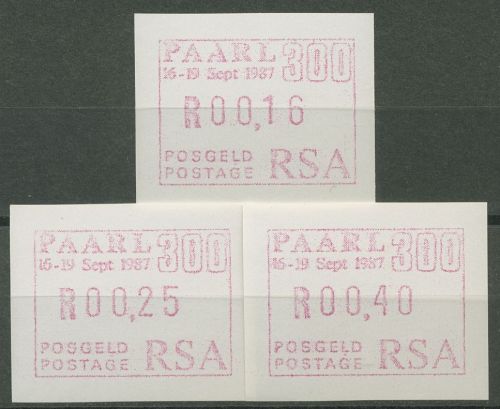 PAARL 300
16-19 Sept 1987
R00,16
POSGELD
POSTAGE RSA
PAARL 300
16-19 Sept 1987
R00,25
POSGELD
POSTAGE RSA
PAARL 300
16-19 Sept 1987
R00,40
POSGELD
POSTAGE RSA